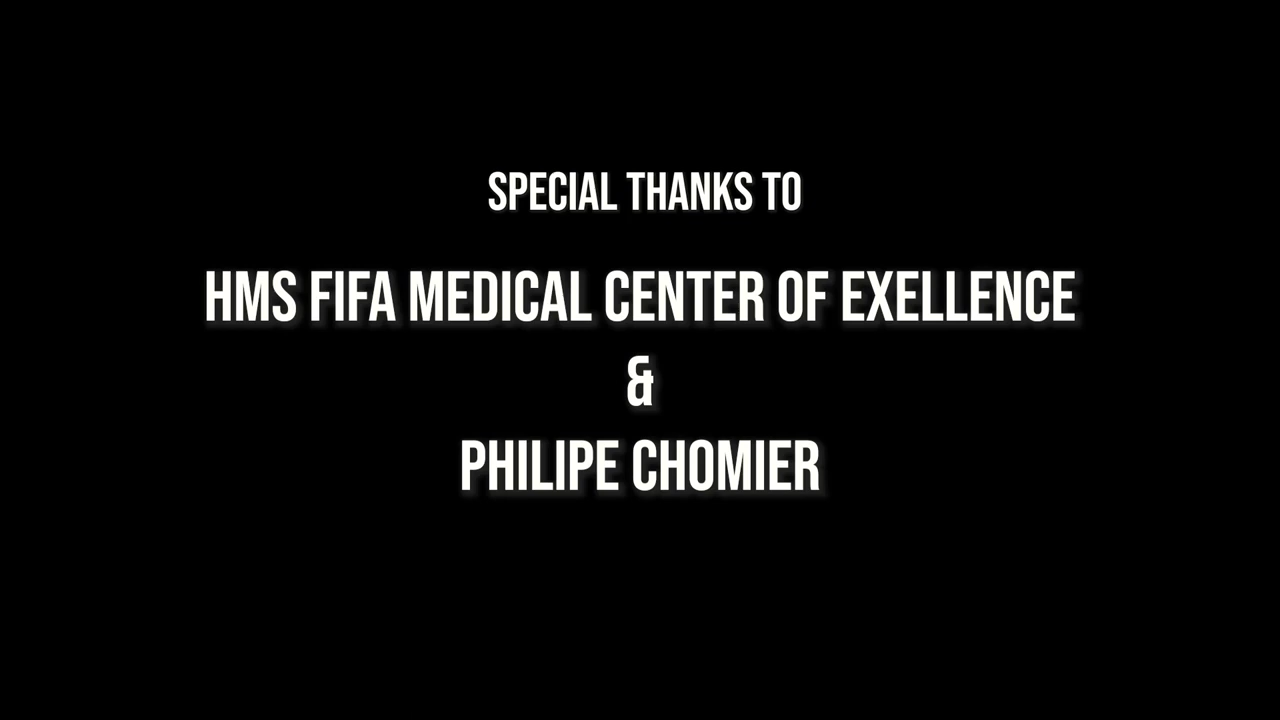 SPECIAL THANKS TO
HMS FIFA MEDICAL CENTER OF EXELLENCE
&
PHILIPE CHOMIER